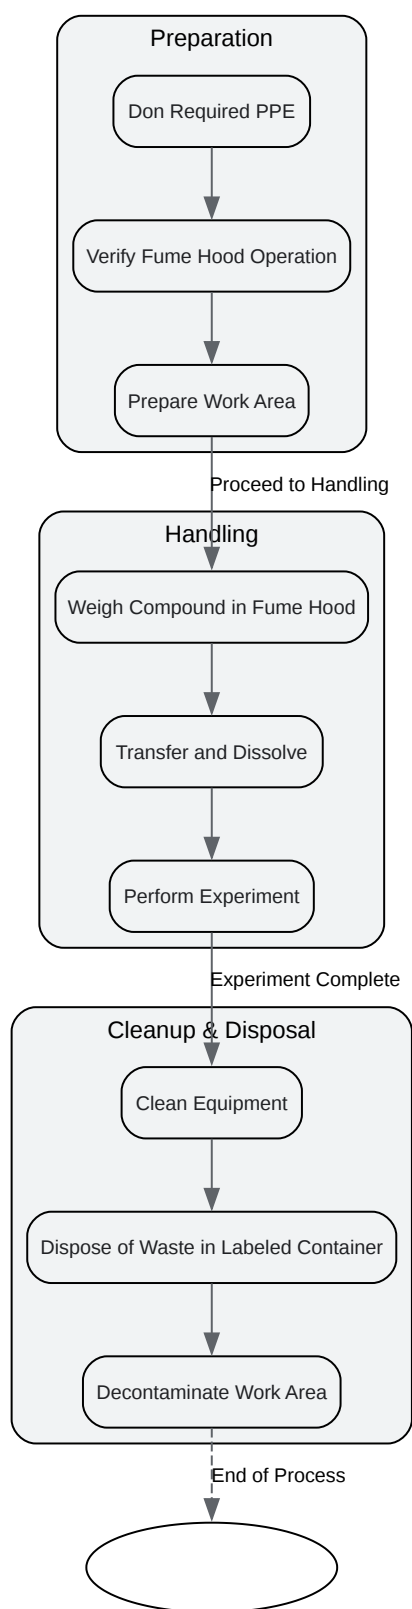 Preparation
Don Required PPE
Verify Fume Hood Operation
Prepare Work Area
Proceed to Handling
Handling
Weigh Compound in Fume Hood
Transfer and Dissolve
Perform Experiment
Experiment Complete
Cleanup & Disposal
Clean Equipment
Dispose of Waste in Labeled Container
Decontaminate Work Area
End of Process